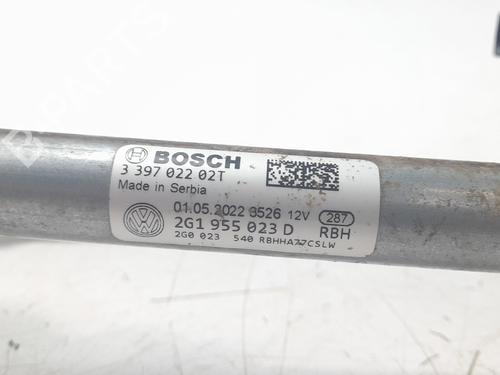 BOSCH
3 397 022 02T
Made in Serbia
01.05.2022 3526 12V 287
2G1 955 023 D RBH
2G0 023 540 RBHHA77CSLW